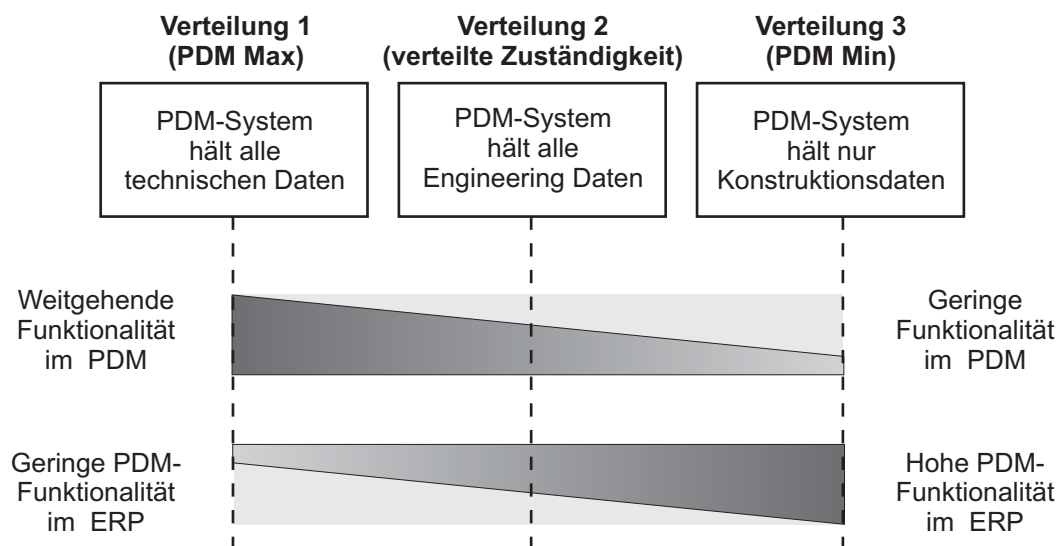 Verteilung 1
(PDM Max)
Verteilung 2
(verteilte Zuständigkeit)
Verteilung 3
(PDM Min)
PDM-System
hält alle
technischen Daten
PDM-System
hält alle
Engineering Daten
PDM-System
hält nur
Konstruktionsdaten
Weitgehende
Funktionalität
im PDM
Geringe
Funktionalität
im PDM
Geringe PDM-
Funktionalität
im ERP
Hohe PDM-
Funktionalität
im ERP